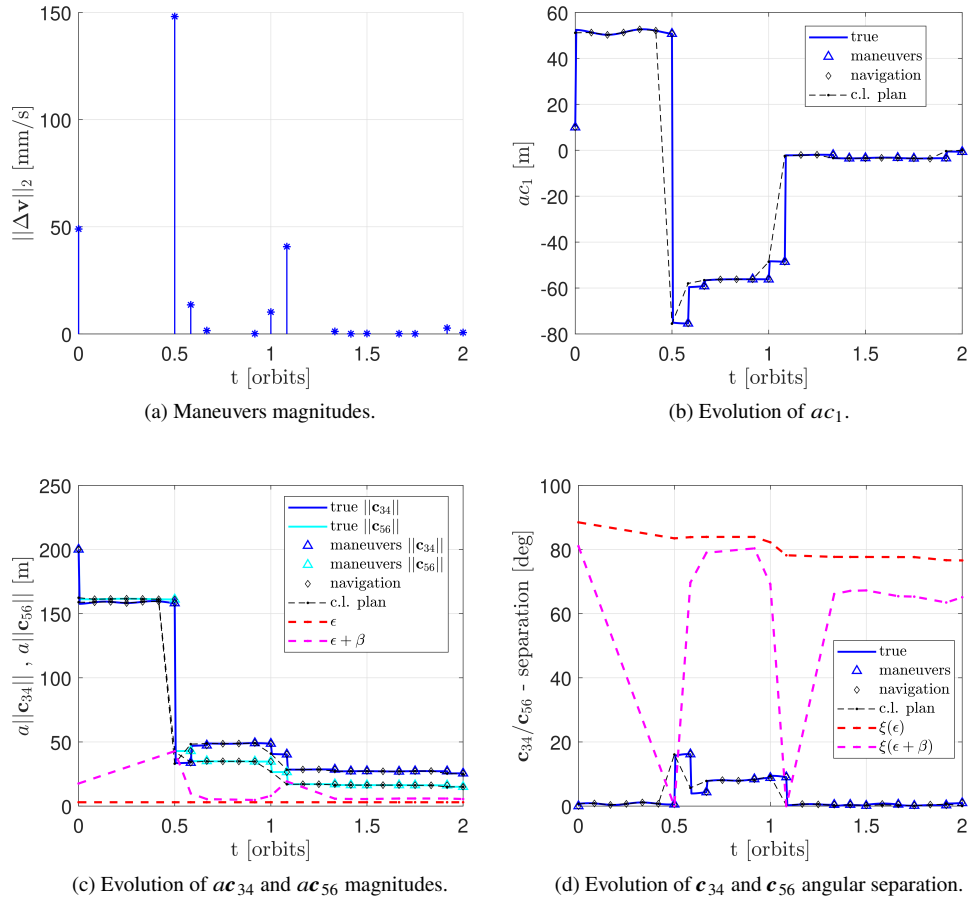 150
100
50
0
||Δv||₂ [mm/s]
0 0.5 1 1.5 2
t [orbits]
(a) Maneuvers magnitudes.
60
40
20
0
-20
-40
-60
-80
ac₁ [m]
true
maneuvers
navigation
c.l. plan
0 0.5 1 1.5 2
t [orbits]
(b) Evolution of ac₁.
250
200
150
100
50
0
a||c₃₄|| , a||c₅₆|| [m]
true ||c₃₄||
true ||c₅₆||
maneuvers ||c₃₄||
maneuvers ||c₅₆||
navigation
c.l. plan
ϵ
ϵ + β
0 0.5 1 1.5 2
t [orbits]
(c) Evolution of ac₃₄ and ac₅₆ magnitudes.
100
80
60
40
20
0
c₃₄/c₅₆ - separation [deg]
true
maneuvers
navigation
c.l. plan
ξ(ϵ)
ξ(ϵ + β)
0 0.5 1 1.5 2
t [orbits]
(d) Evolution of c₃₄ and c₅₆ angular separation.